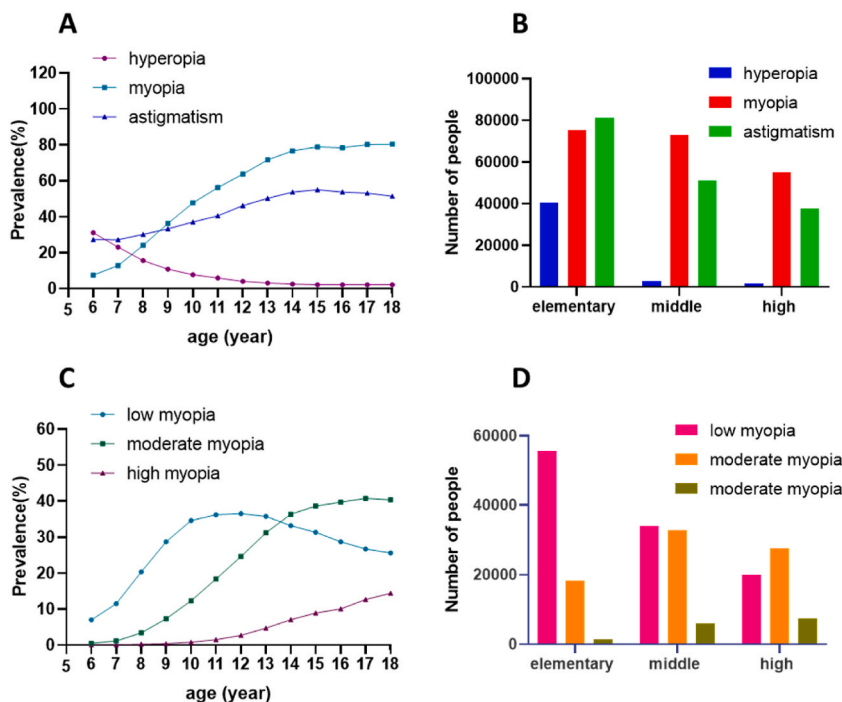 A
hyperopia
myopia
astigmatism
120
100
80
60
40
20
0
Prevalence(%)
5 6 7 8 9 10 11 12 13 14 15 16 17 18
age (year)
B
hyperopia
myopia
astigmatism
100000
80000
60000
40000
20000
0
Number of people
elementary middle high
C
low myopia
moderate myopia
high myopia
60
50
40
30
20
10
0
Prevalence(%)
5 6 7 8 9 10 11 12 13 14 15 16 17 18
age (year)
D
low myopia
moderate myopia
moderate myopia
60000
40000
20000
0
Number of people
elementary middle high